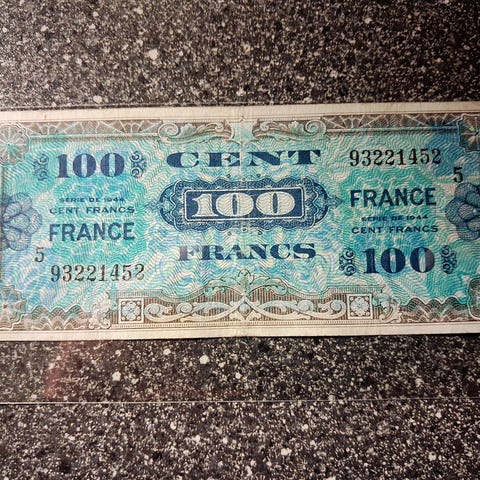 100
CENT
93221452
5
SERIE DE 1944
CENT FRANCS
FRANCE
100
FRANCE
SERIE DE 1944
CENT FRANCS
5
93221452
FRANCS
100